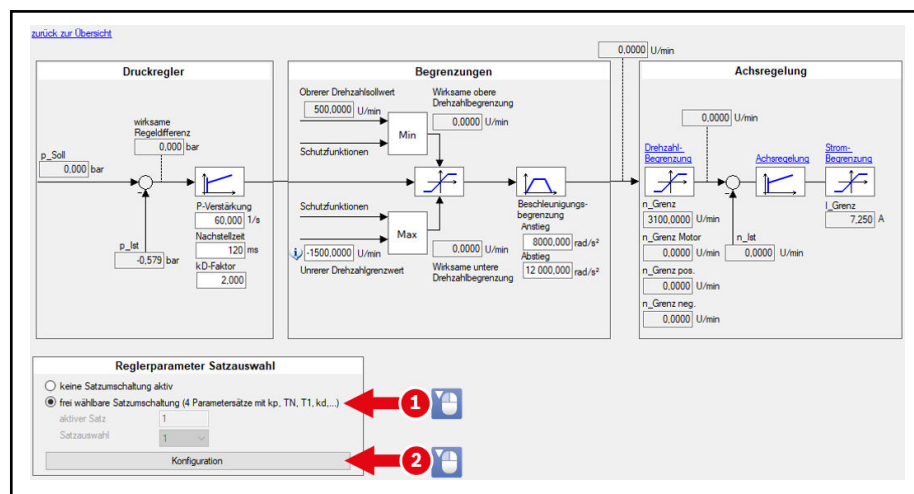 zurück zur Übersicht
0,0000 U/min
Druckregler
wirksame
Regeldifferenz
0,000 bar
p_Soll
0,000 bar
P-Verstärkung
60,000 1/s
Nachstellzeit
120 ms
kD-Faktor
2,000
p_Ist
-0,579 bar
Begrenzungen
Obrerer Drehzahlsollwert
500,0000 U/min
Schutzfunktionen
Min
Wirksame obere
Drehzahlbegrenzung
0,0000 U/min
Schutzfunktionen
-1500,0000 U/min
Unrerer Drehzahlgrenzwert
Max
0,0000 U/min
Wirksame untere
Drehzahlbegrenzung
Beschleunigungs-
begrenzung
Anstieg
8000,000 rad/s²
Abstieg
12 000,000 rad/s²
Achsregelung
0,0000 U/min
Drehzahl-
Begrenzung
Achsregelung
Strom-
Begrenzung
n_Grenz
3100,0000 U/min
n_Grenz Motor
0,0000 U/min
n_Grenz pos.
0,0000 U/min
n_Grenz neg.
0,0000 U/min
n_Ist
0,0000 U/min
I_Grenz
7,250 A
Reglerparameter Satzauswahl
keine Satzumschaltung aktiv
frei wählbare Satzumschaltung (4 Parametersätze mit kp, TN, T1, kd,...)
aktiver Satz 1
Satzauswahl 1
Konfiguration
1
2